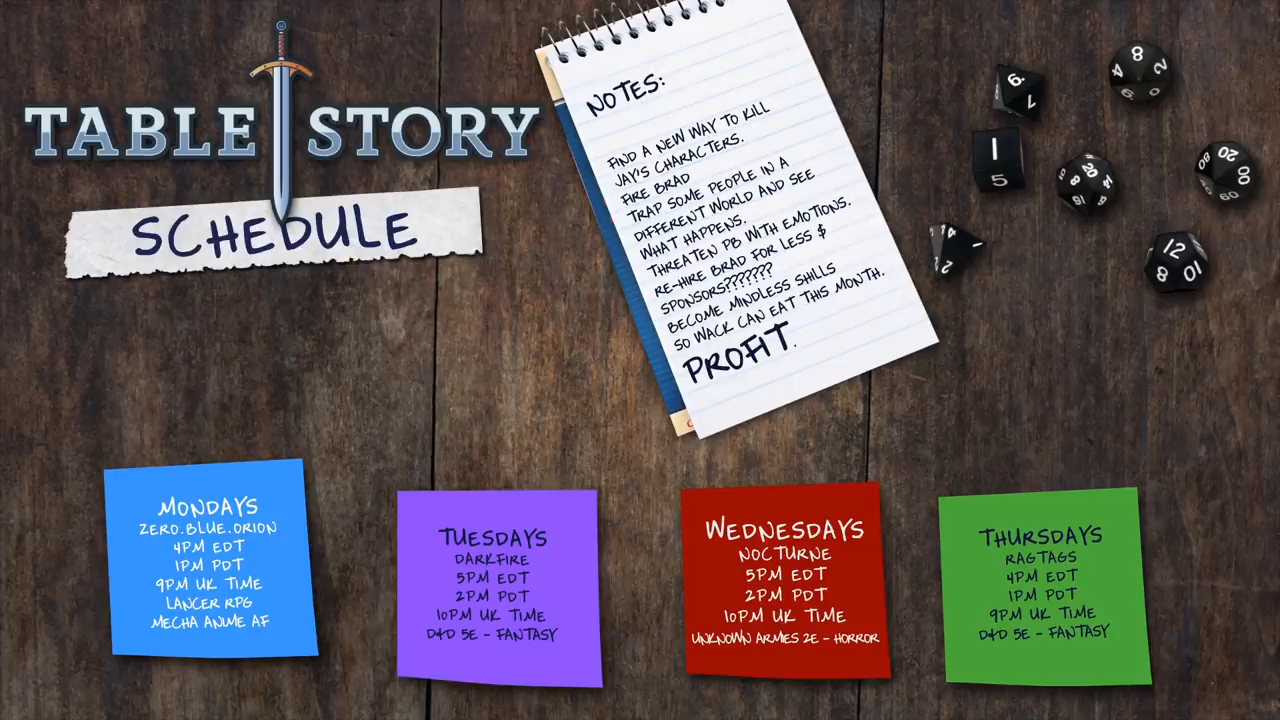 TABLE STORY
SCHEDULE
NOTES:
FIND A NEW WAY TO KILL
JAY'S CHARACTERS.
FIRE BRAD
TRAP SOME PEOPLE IN A
DIFFERENT WORLD AND SEE
WHAT HAPPENS.
THREATEN PB WITH EMOTIONS.
RE-HIRE BRAD FOR LESS $
SPONSORS???????
BECOME MINDLESS SHILLS
SO WACK CAN EAT THIS MONTH.
PROFIT.
MONDAYS
ZERO.BLUE.ORION
4PM EDT
1PM PDT
9PM UK TIME
LANCER RPG
MECHA ANIME AF
TUESDAYS
DARKFIRE
5PM EDT
2PM PDT
10PM UK TIME
D&D 5E - FANTASY
WEDNESDAYS
NOCTURNE
5PM EDT
2PM PDT
10PM UK TIME
UNKNOWN ARMIES 2E - HORROR
THURSDAYS
RAGTAGS
4PM EDT
1PM PDT
9PM UK TIME
D&D 5E - FANTASY